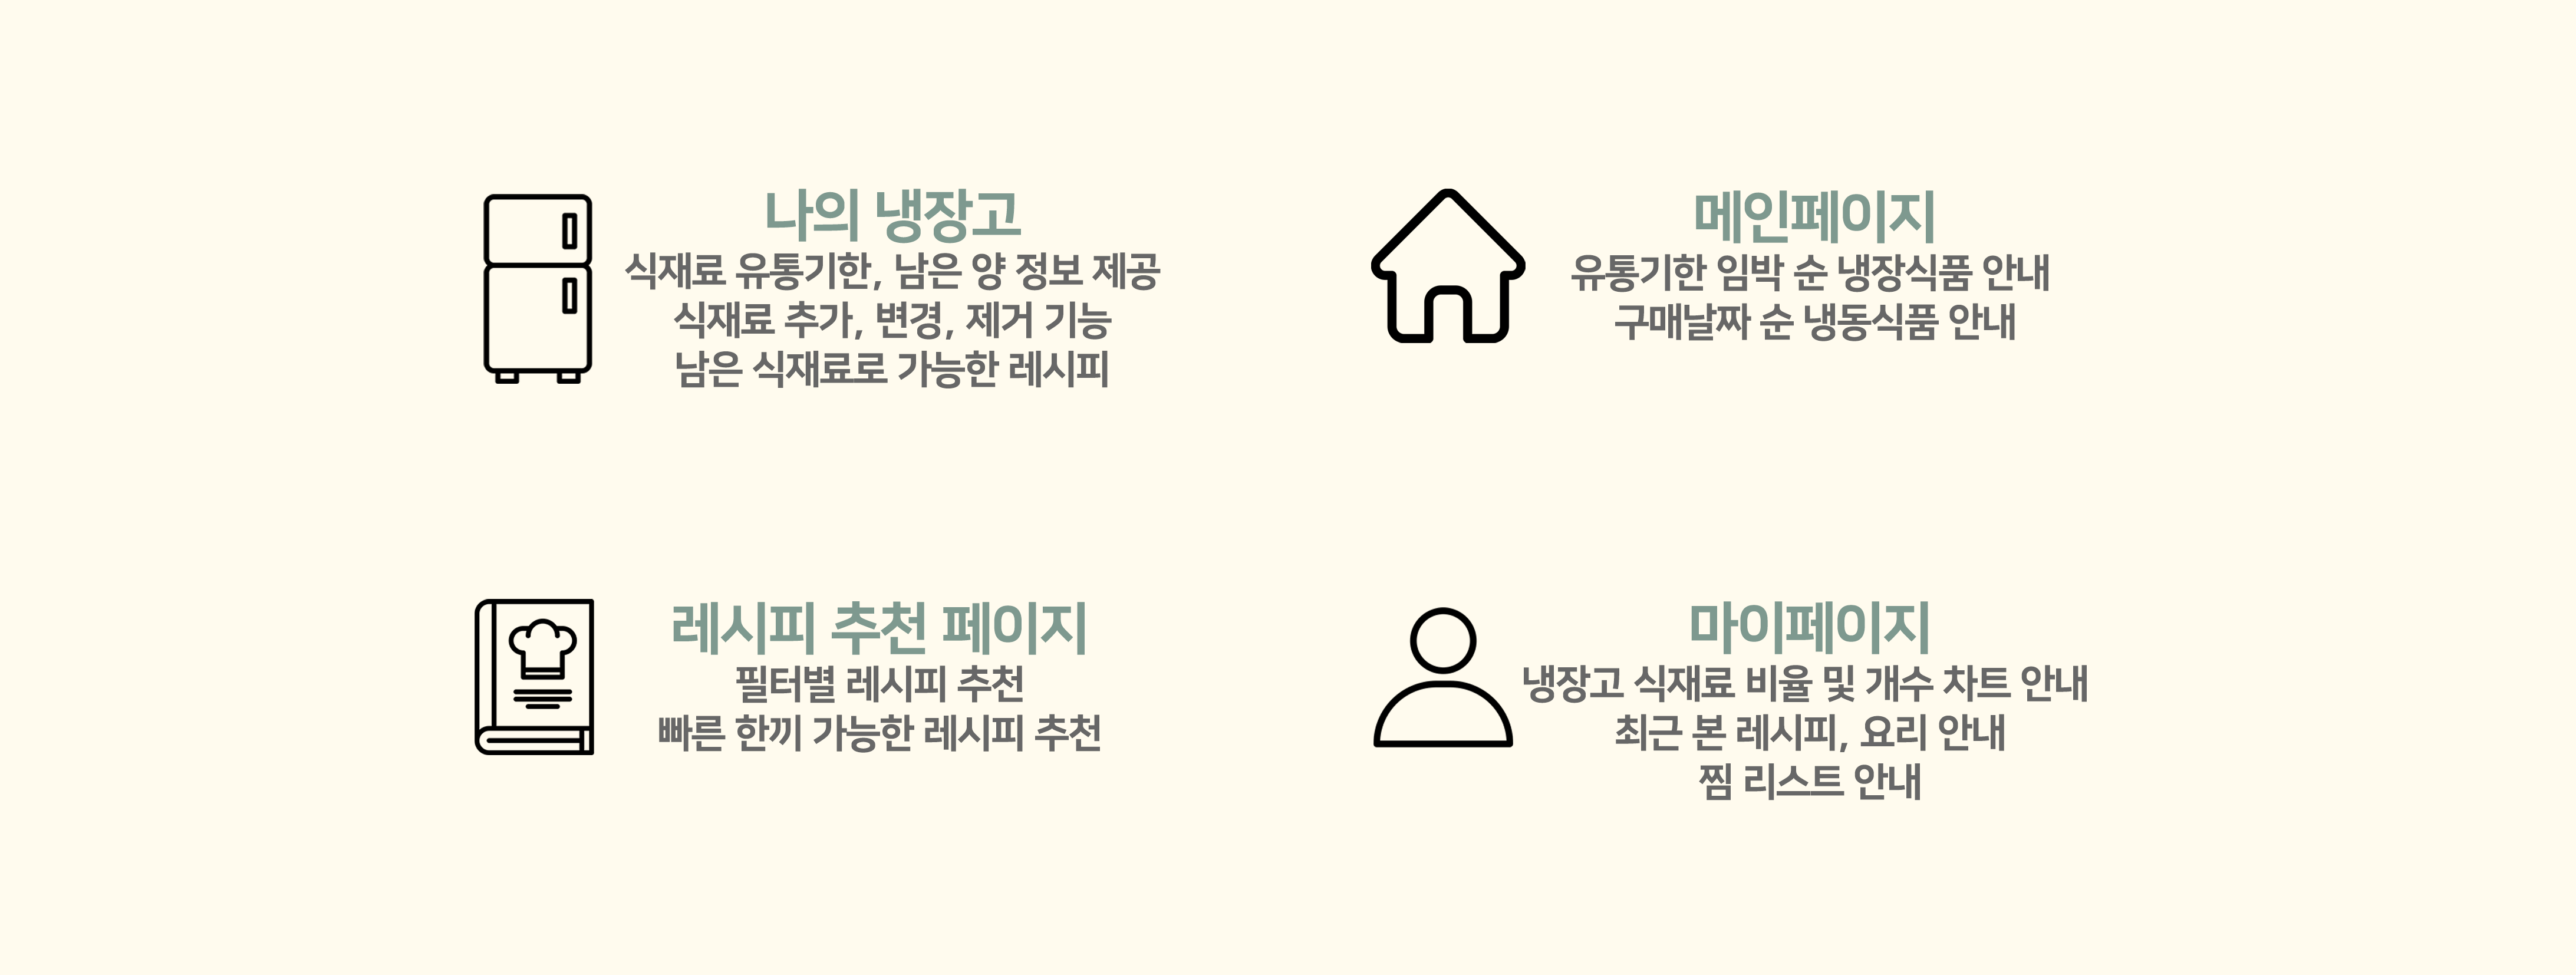 나의 냉장고
식재료 유통기한, 남은 양 정보 제공
식재료 추가, 변경, 제거 기능
남은 식재료로 가능한 레시피
메인페이지
유통기한 임박 순 냉장식품 안내
구매날짜 순 냉동식품 안내
레시피 추천 페이지
필터별 레시피 추천
빠른 한끼 가능한 레시피 추천
마이페이지
냉장고 식재료 비율 및 개수 차트 안내
최근 본 레시피, 요리 안내
찜 리스트 안내